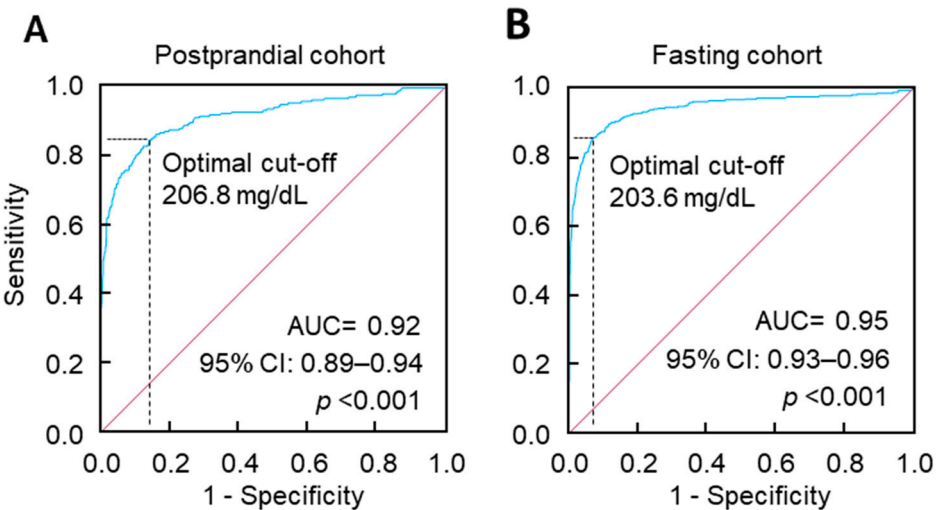 A
Postprandial cohort
1.0
0.8
0.6
0.4
0.2
0.0
Sensitivity
Optimal cut-off
206.8 mg/dL
AUC= 0.92
95% CI: 0.89–0.94
p <0.001
0.0 0.2 0.4 0.6 0.8 1.0
1 - Specificity
B
Fasting cohort
1.0
0.8
0.6
0.4
0.2
0.0
Optimal cut-off
203.6 mg/dL
AUC= 0.95
95% CI: 0.93–0.96
p <0.001
0.0 0.2 0.4 0.6 0.8 1.0
1 - Specificity